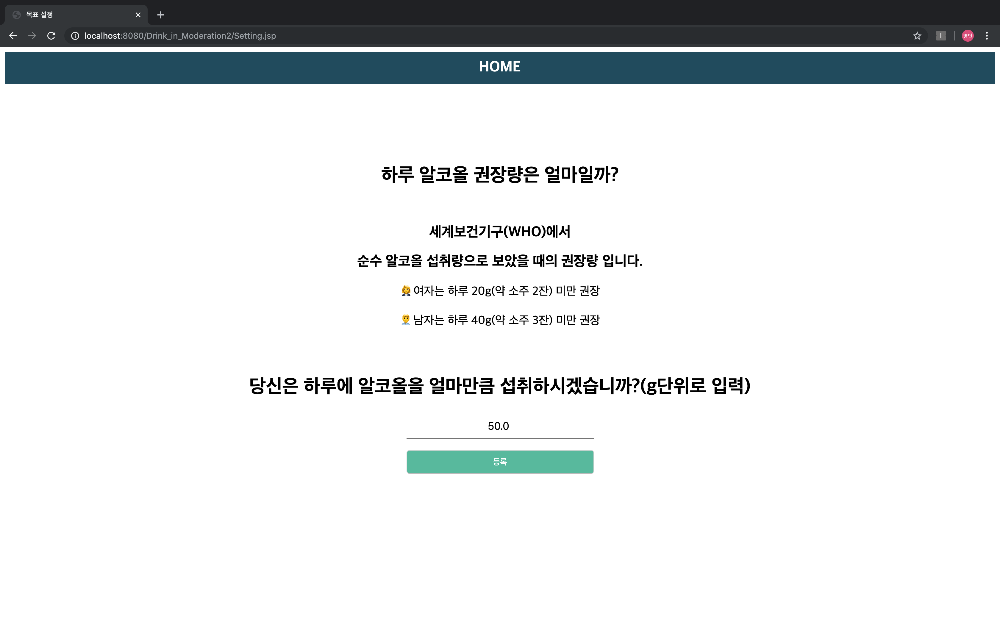 목표 설정
localhost:8080/Drink_in_Moderation2/Setting.jsp
I
영단
HOME
하루 알코올 권장량은 얼마일까?
세계보건기구(WHO)에서
순수 알코올 섭취량으로 보았을 때의 권장량 입니다.
👩‍💼 여자는 하루 20g(약 소주 2잔) 미만 권장
👨‍💼 남자는 하루 40g(약 소주 3잔) 미만 권장
당신은 하루에 알코올을 얼마만큼 섭취하시겠습니까?(g단위로 입력)
50.0
등록